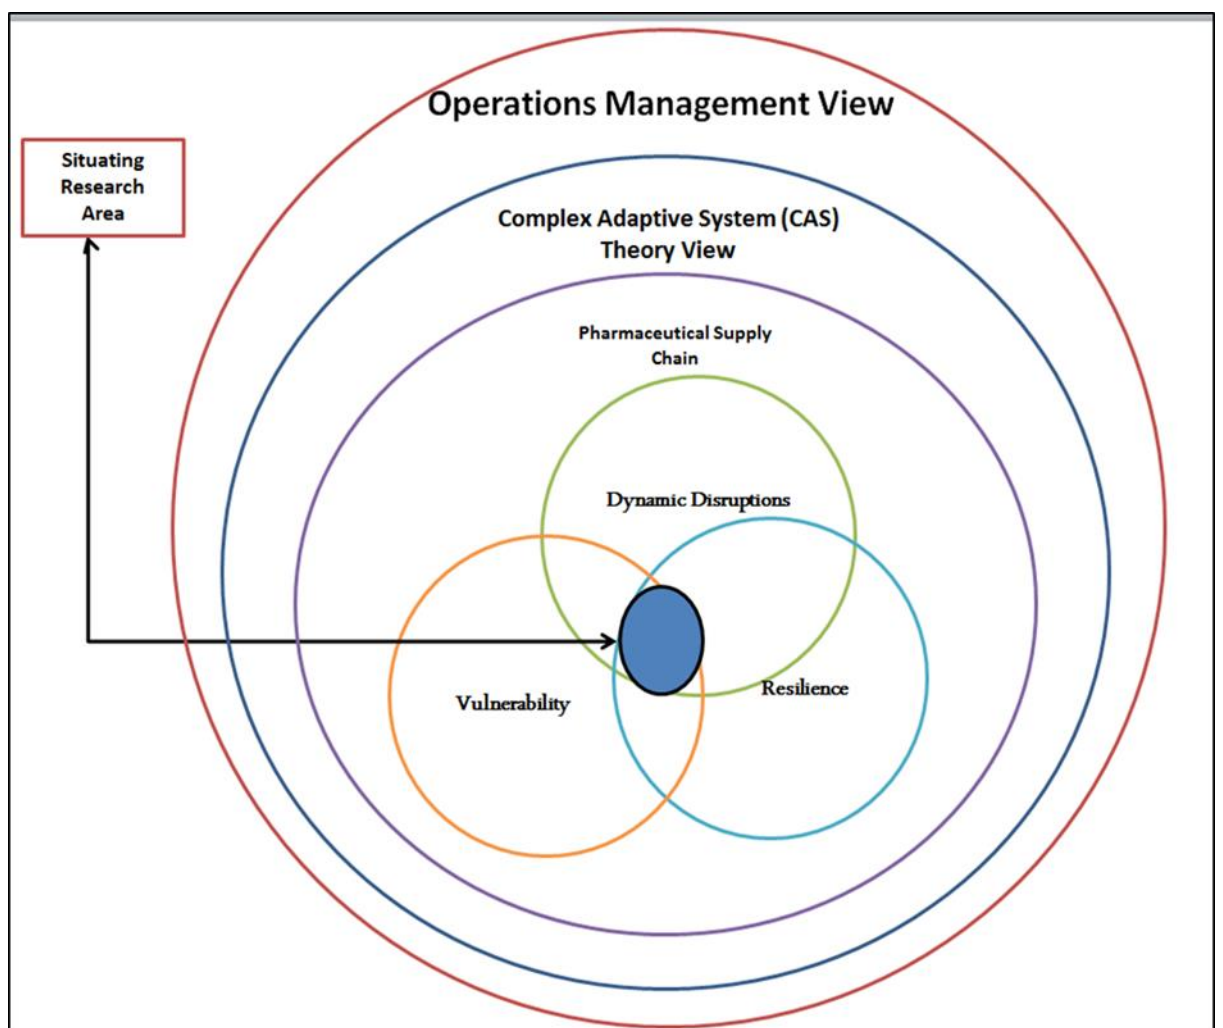 Operations Management View
Situating
Research
Area
Complex Adaptive System (CAS)
Theory View
Pharmaceutical Supply
Chain
Dynamic Disruptions
Vulnerability
Resilience